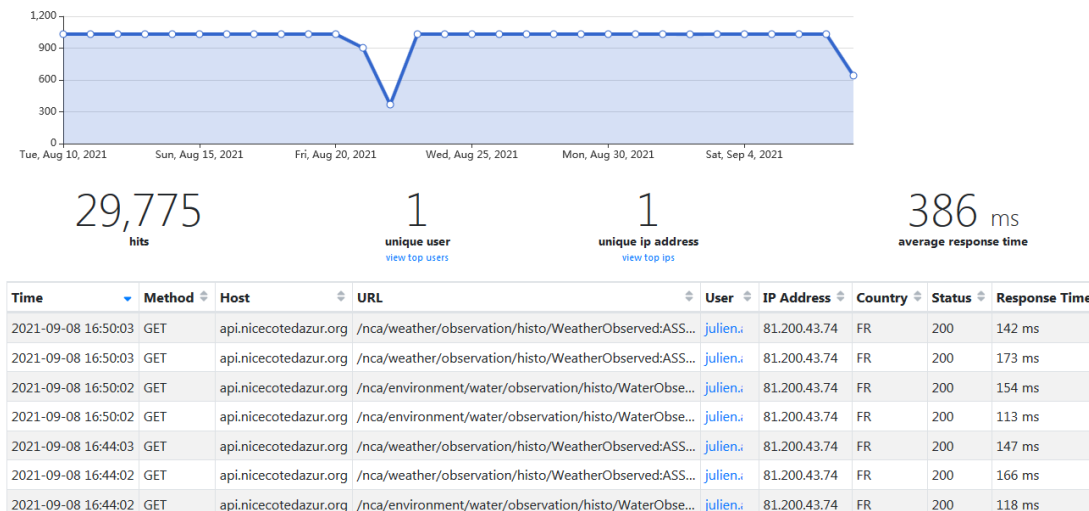 1,200
900
600
300
0
Tue, Aug 10, 2021 Sun, Aug 15, 2021 Fri, Aug 20, 2021 Wed, Aug 25, 2021 Mon, Aug 30, 2021 Sat, Sep 4, 2021
29,775 1 1 386 ms
hits unique user unique ip address average response time
view top users view top ips
Time Method Host URL User IP Address Country Status Response Time
2021-09-08 16:50:03 GET api.nicecotedazur.org /nca/weather/observation/histo/WeatherObserved:ASS... julien.a 81.200.43.74 FR 200 142 ms
2021-09-08 16:50:03 GET api.nicecotedazur.org /nca/weather/observation/histo/WeatherObserved:ASS... julien.a 81.200.43.74 FR 200 173 ms
2021-09-08 16:50:02 GET api.nicecotedazur.org /nca/environment/water/observation/histo/WaterObse... julien.a 81.200.43.74 FR 200 154 ms
2021-09-08 16:50:02 GET api.nicecotedazur.org /nca/environment/water/observation/histo/WaterObse... julien.a 81.200.43.74 FR 200 113 ms
2021-09-08 16:44:03 GET api.nicecotedazur.org /nca/weather/observation/histo/WeatherObserved:ASS... julien.a 81.200.43.74 FR 200 147 ms
2021-09-08 16:44:02 GET api.nicecotedazur.org /nca/weather/observation/histo/WeatherObserved:ASS... julien.a 81.200.43.74 FR 200 166 ms
2021-09-08 16:44:02 GET api.nicecotedazur.org /nca/environment/water/observation/histo/WaterObse... julien.a 81.200.43.74 FR 200 118 ms